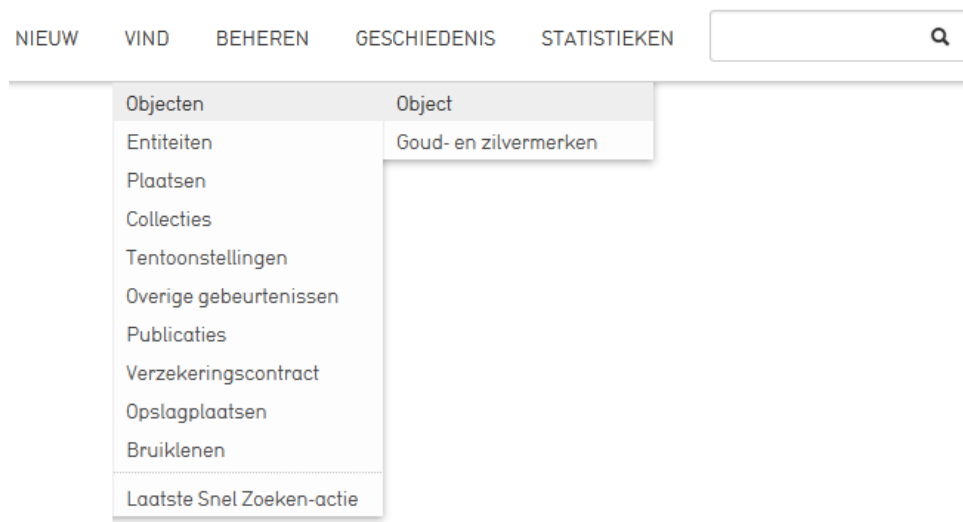 NIEUW VIND BEHEREN GESCHIEDENIS STATISTIEKEN
Objecten Object
Entiteiten Goud- en zilvermerken
Plaatsen
Collecties
Tentoonstellingen
Overige gebeurtenissen
Publicaties
Verzekeringscontract
Opslagplaatsen
Bruiklenen
Laatste Snel Zoeken-actie